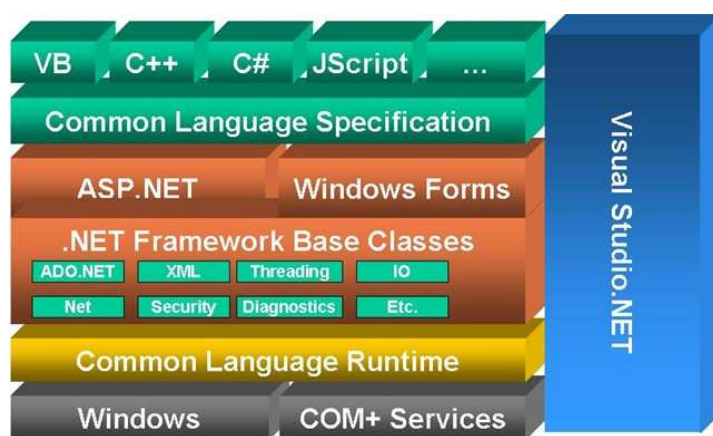 VB C++ C# JScript ...
Common Language Specification
ASP.NET Windows Forms
.NET Framework Base Classes
ADO.NET XML Threading IO
Net Security Diagnostics Etc.
Common Language Runtime
Windows COM+ Services
Visual Studio.NET